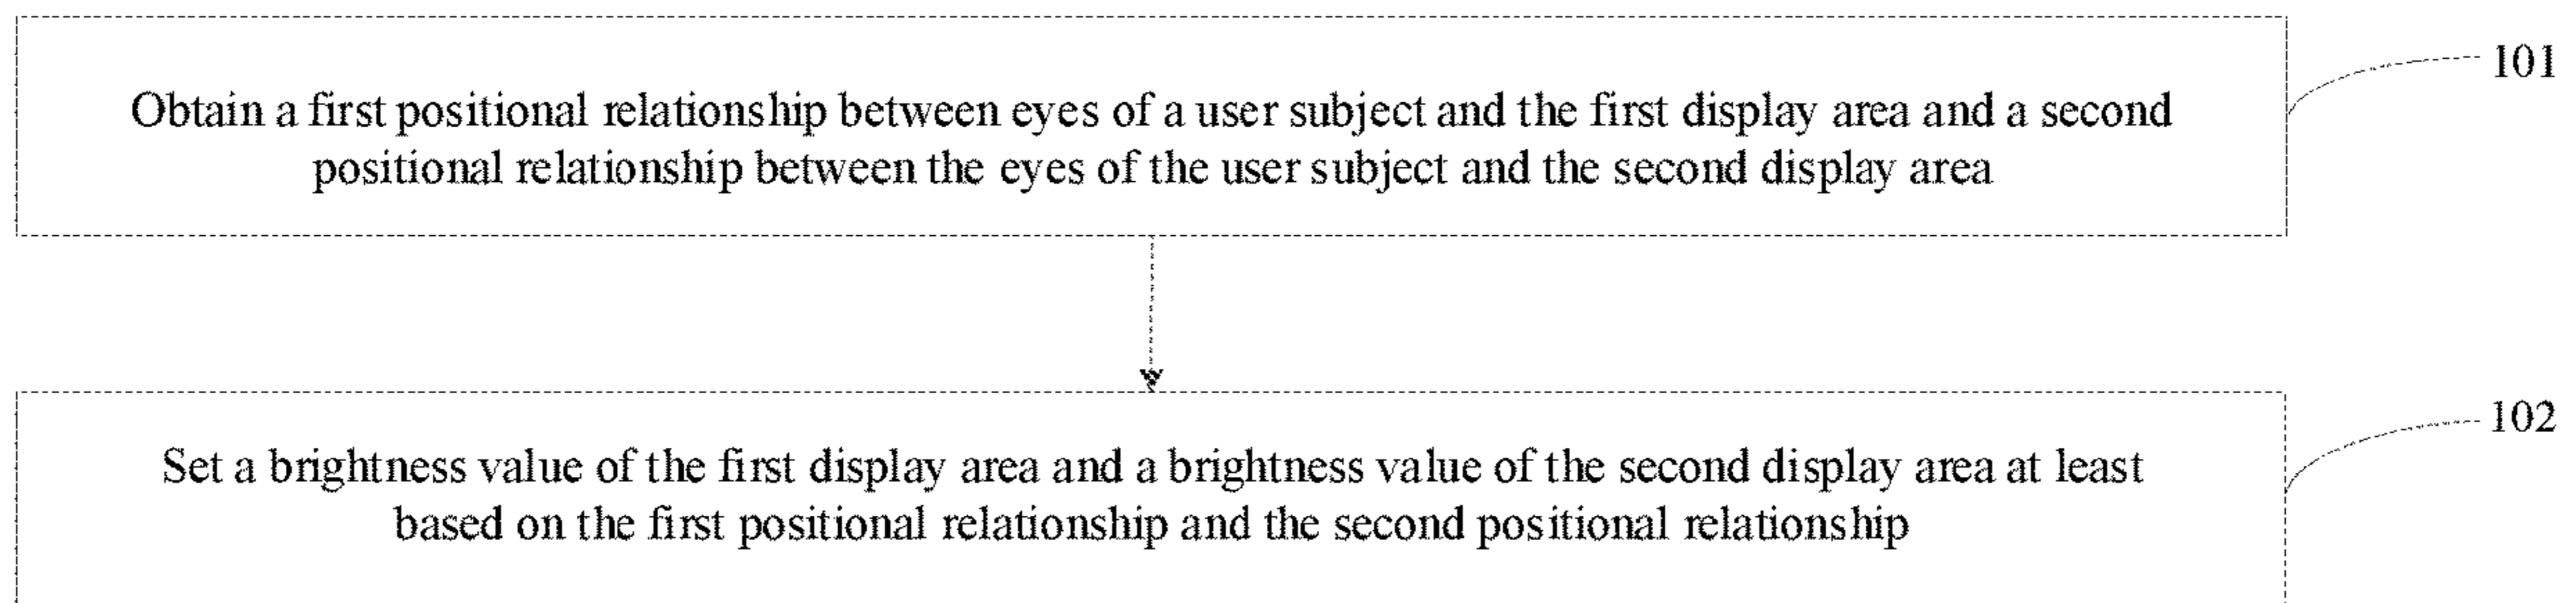 101
Obtain a first positional relationship between eyes of a user subject and the first display area and a second
positional relationship between the eyes of the user subject and the second display area
102
Set a brightness value of the first display area and a brightness value of the second display area at least
based on the first positional relationship and the second positional relationship